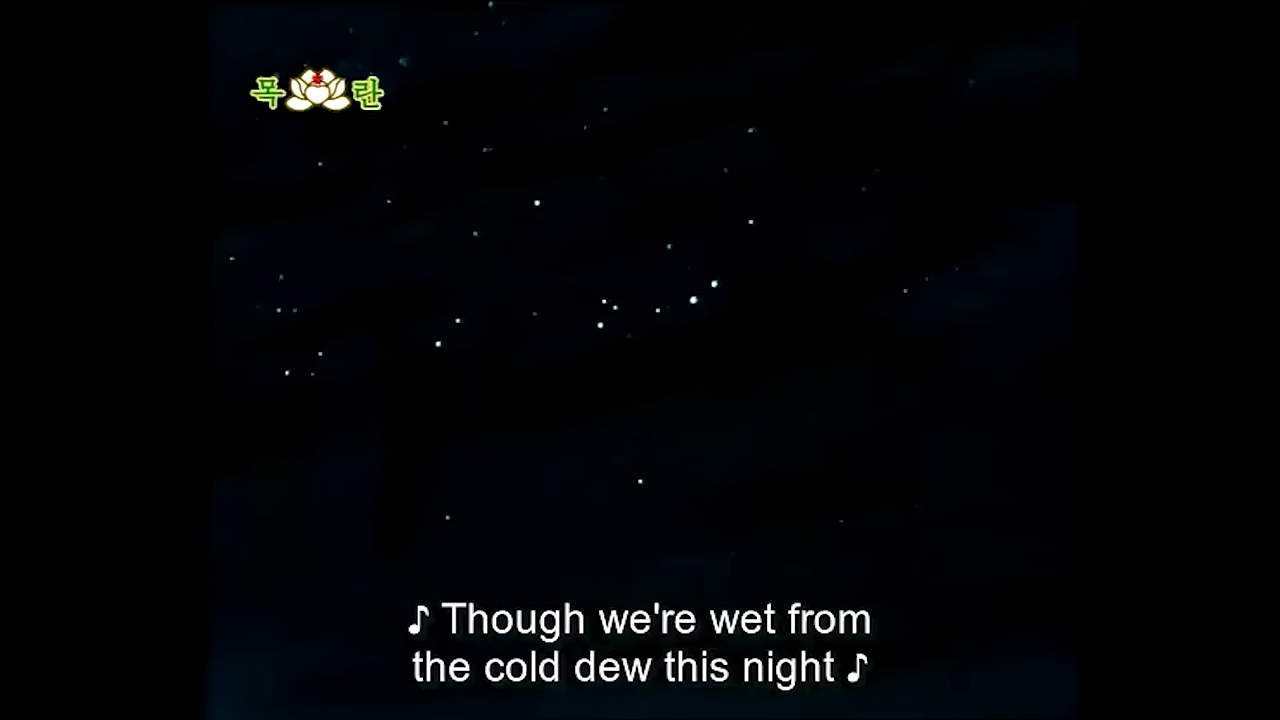 목란
♪ Though we're wet from
the cold dew this night ♪